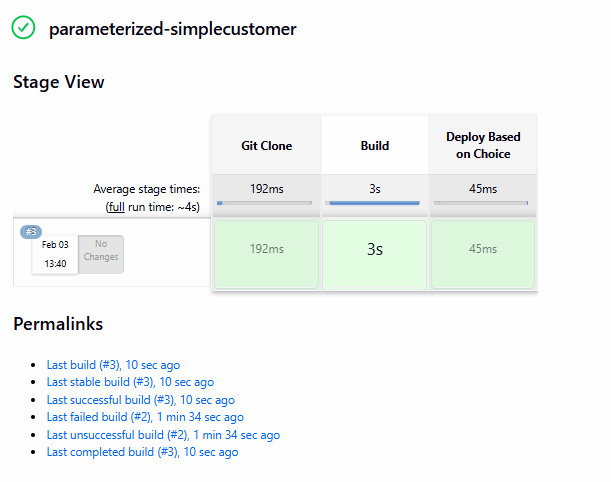 parameterized-simplecustomer
Stage View
Git Clone
Build
Deploy Based
on Choice
Average stage times:
(full run time: ~4s)
192ms
3s
45ms
#3
Feb 03
13:40
No
Changes
192ms
3s
45ms
Permalinks
Last build (#3), 10 sec ago
Last stable build (#3), 10 sec ago
Last successful build (#3), 10 sec ago
Last failed build (#2), 1 min 34 sec ago
Last unsuccessful build (#2), 1 min 34 sec ago
Last completed build (#3), 10 sec ago